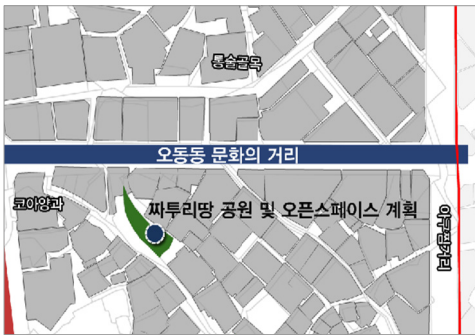 통술골목
오동동 문화의 거리
코아양과
짜투리땅 공원 및 오픈스페이스 계획
아구찜거리